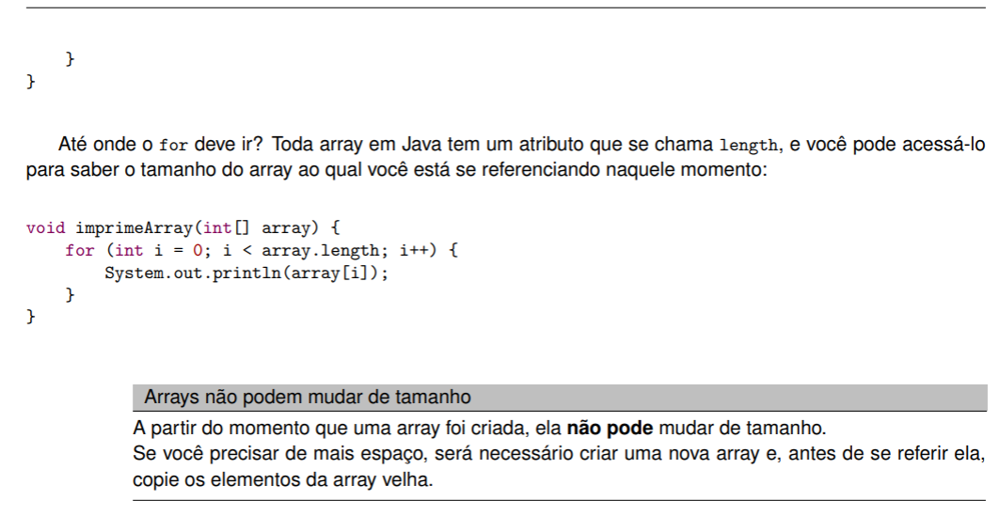 }
}
Até onde o for deve ir? Toda array em Java tem um atributo que se chama length, e você pode acessá-lo
para saber o tamanho do array ao qual você está se referenciando naquele momento:
void imprimeArray(int[] array) {
for (int i = 0; i < array.length; i++) {
System.out.println(array[i]);
}
}
Arrays não podem mudar de tamanho
A partir do momento que uma array foi criada, ela não pode mudar de tamanho.
Se você precisar de mais espaço, será necessário criar uma nova array e, antes de se referir ela,
copie os elementos da array velha.